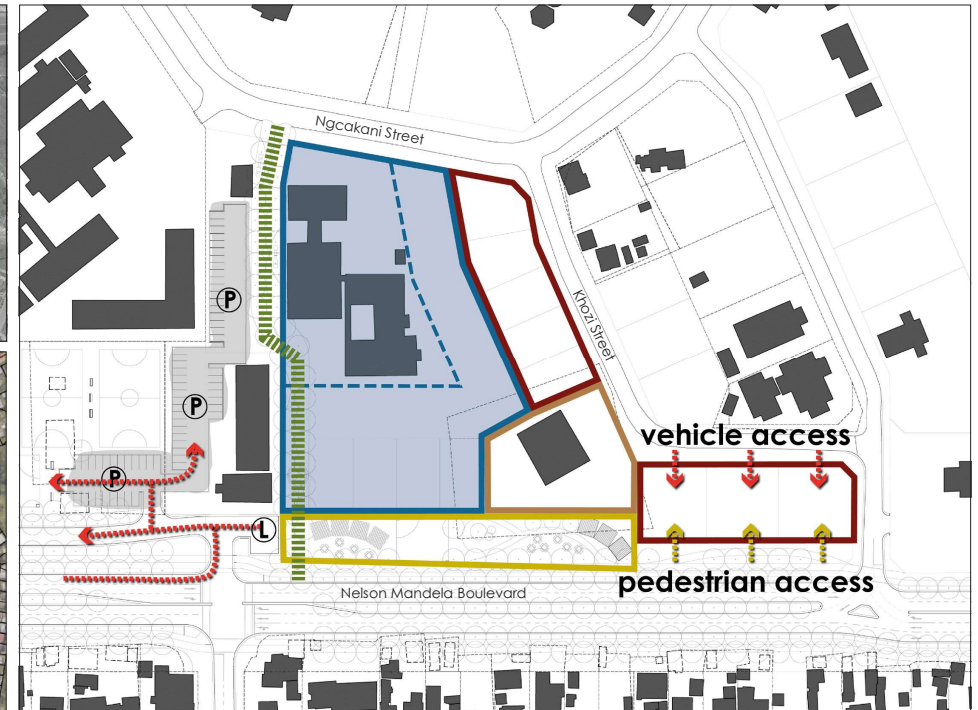 Ngcakani Street
Khozi Street
P
P
P
L
vehicle access
pedestrian access
Nelson Mandela Boulevard